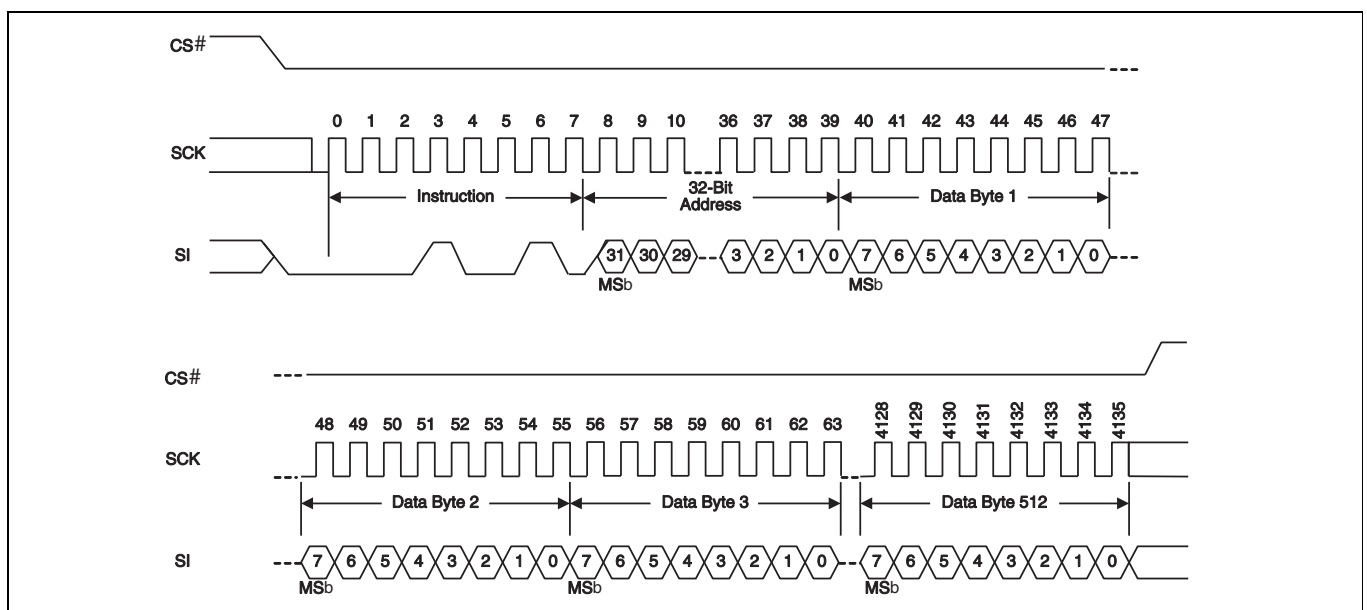 CS#
0 1 2 3 4 5 6 7 8 9 10 36 37 38 39 40 41 42 43 44 45 46 47
SCK
Instruction
32-Bit
Address
Data Byte 1
SI
31 30 29 3 2 1 0 7 6 5 4 3 2 1 0
MSb MSb
CS#
48 49 50 51 52 53 54 55 56 57 58 59 60 61 62 63 4128 4129 4130 4131 4132 4133 4134 4135
SCK
Data Byte 2 Data Byte 3 Data Byte 512
SI
7 6 5 4 3 2 1 0 7 6 5 4 3 2 1 0 7 6 5 4 3 2 1 0
MSb MSb MSb